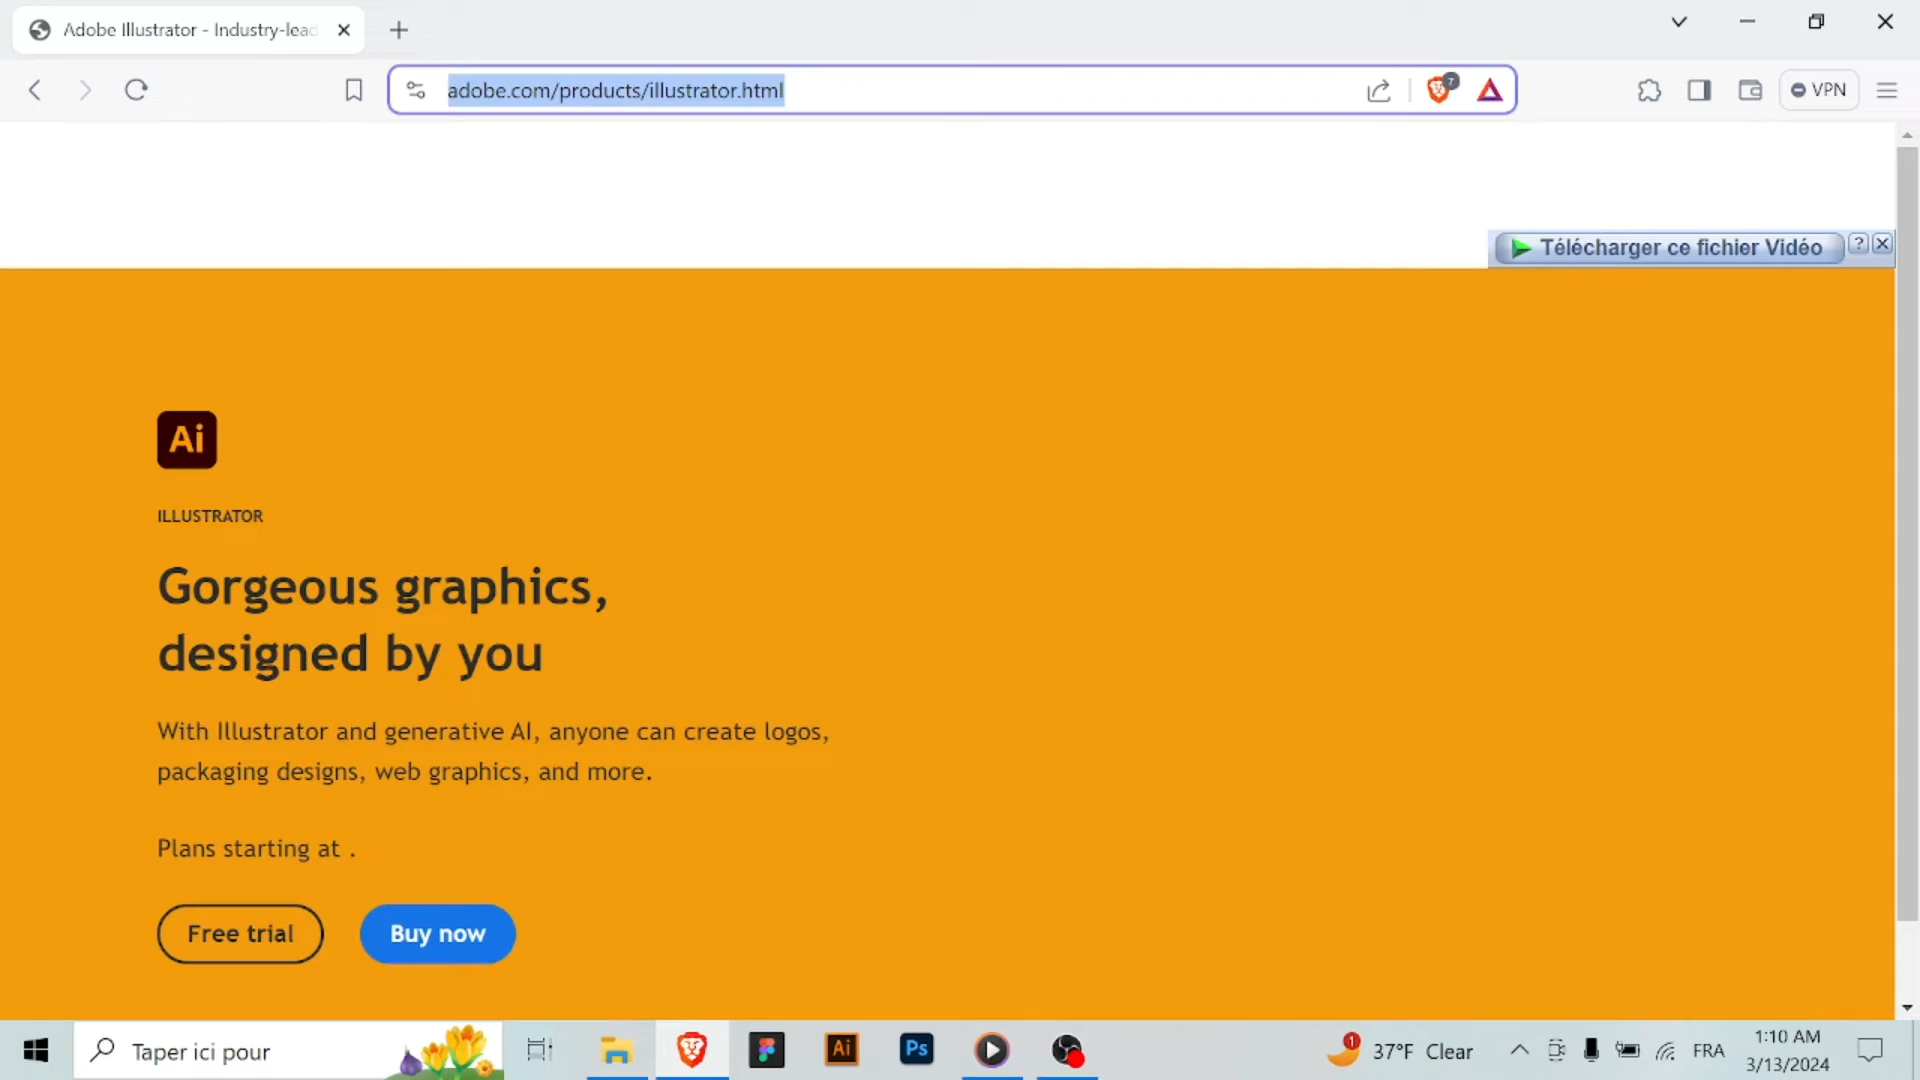 Adobe Illustrator - Industry-lead
adobe.com/products/illustrator.html
7
VPN
Télécharger ce fichier Vidéo
?
Ai
ILLUSTRATOR
Gorgeous graphics,
designed by you
With Illustrator and generative AI, anyone can create logos,
packaging designs, web graphics, and more.
Plans starting at .
Free trial
Buy now
Taper ici pour
Ai
Ps
1
37°F Clear
FRA
1:10 AM
3/13/2024